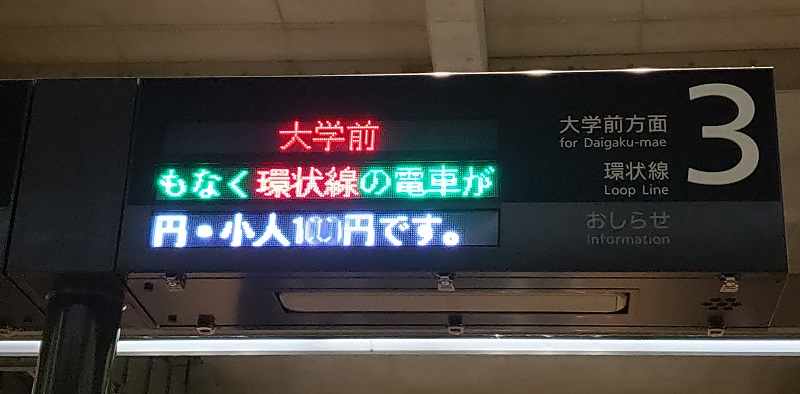 大学前
もなく環状線の電車が
円・小人100円です。
大学前方面
for Daigaku-mae
環状線
Loop Line
3
おしらせ
Information